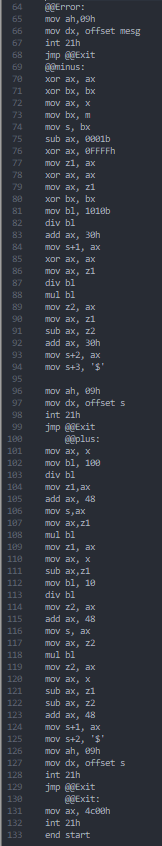 64 @@Error:
65 mov ah,09h
66 mov dx, offset mesg
67 int 21h
68 jmp @@Exit
69 @@minus:
70 xor ax, ax
71 xor bx, bx
72 mov ax, x
73 mov bx, m
74 mov s, bx
75 sub ax, 0001b
76 xor ax, 0FFFFh
77 mov z1, ax
78 xor ax, ax
79 mov ax, z1
80 xor bx, bx
81 mov bl, 1010b
82 div bl
83 add ax, 30h
84 mov s+1, ax
85 xor ax, ax
86 mov ax, z1
87 div bl
88 mul bl
89 mov z2, ax
90 mov ax, z1
91 sub ax, z2
92 add ax, 30h
93 mov s+2, ax
94 mov s+3, '$'
95
96 mov ah, 09h
97 mov dx, offset s
98 int 21h
99 jmp @@Exit
100 @@plus:
101 mov ax, x
102 mov bl, 100
103 div bl
104 mov z1,ax
105 add ax, 48
106 mov s,ax
107 mov ax,z1
108 mul bl
109 mov z1, ax
110 mov ax, x
111 sub ax,z1
112 mov bl, 10
113 div bl
114 mov z2, ax
115 add ax, 48
116 mov s, ax
117 mov ax, z2
118 mul bl
119 mov z2, ax
120 mov ax, x
121 sub ax, z1
122 sub ax, z2
123 add ax, 48
124 mov s+1, ax
125 mov s+2, '$'
126 mov ah, 09h
127 mov dx, offset s
128 int 21h
129 jmp @@Exit
130 @@Exit:
131 mov ax, 4c00h
132 int 21h
133 end start